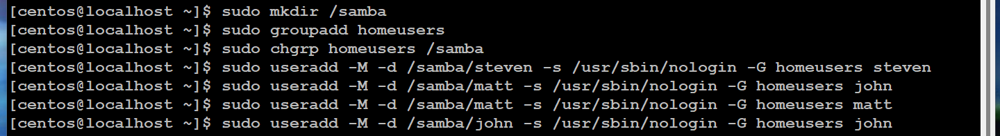 [centos@localhost ~]$ sudo mkdir /samba
[centos@localhost ~]$ sudo groupadd homeusers
[centos@localhost ~]$ sudo chgrp homeusers /samba
[centos@localhost ~]$ sudo useradd -M -d /samba/steven -s /usr/sbin/nologin -G homeusers steven
[centos@localhost ~]$ sudo useradd -M -d /samba/matt -s /usr/sbin/nologin -G homeusers john
[centos@localhost ~]$ sudo useradd -M -d /samba/matt -s /usr/sbin/nologin -G homeusers matt
[centos@localhost ~]$ sudo useradd -M -d /samba/john -s /usr/sbin/nologin -G homeusers john